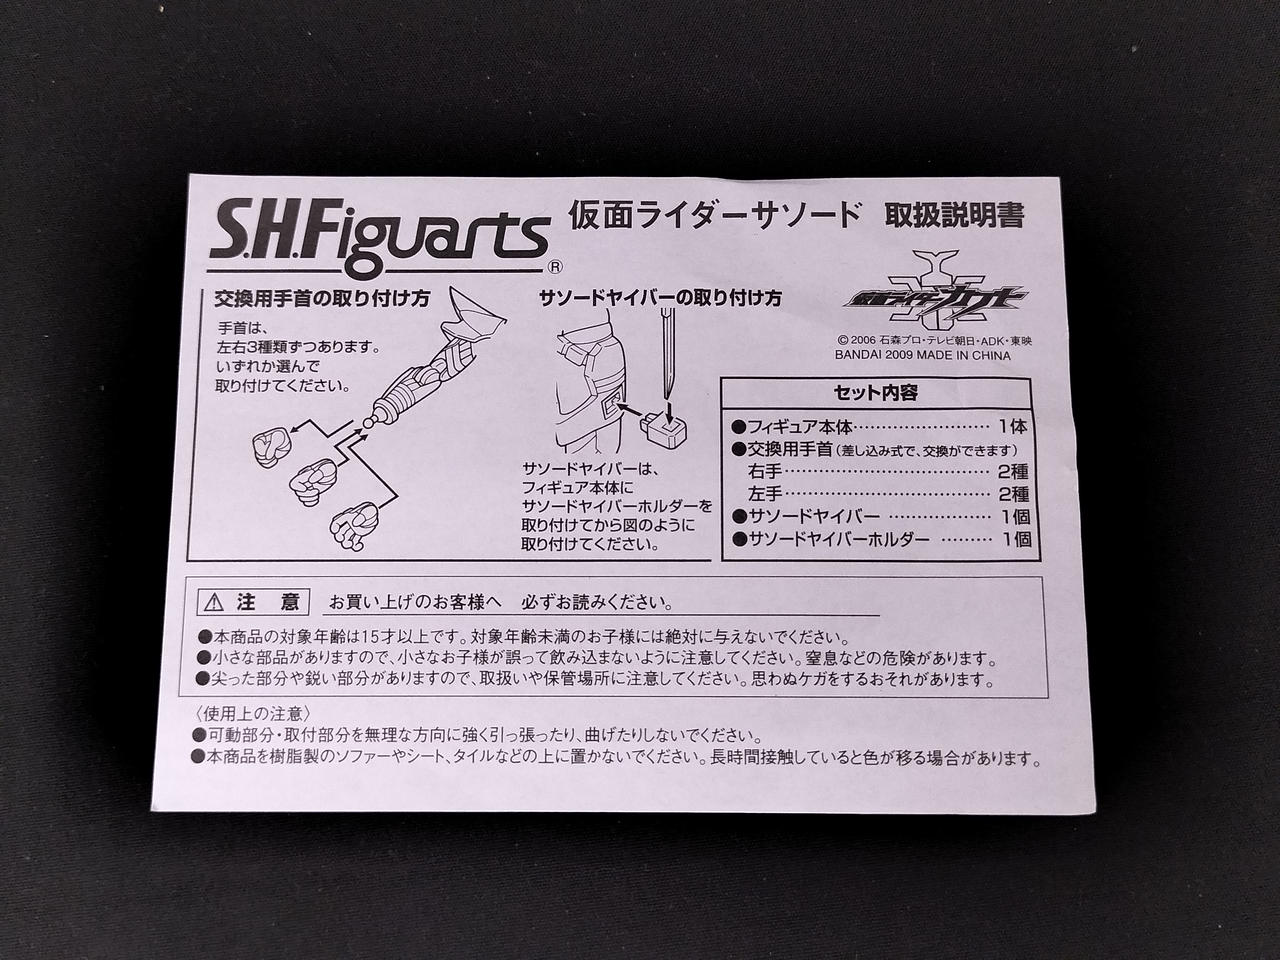 S.H.Figuarts® 仮面ライダーサソード 取扱説明書
交換用手首の取り付け方
手首は、
左右3種類ずつあります。
いずれか選んで
取り付けてください。
サソードヤイバーの取り付け方
サソードヤイバーは、
フィギュア本体に
サソードヤイバーホルダーを
取り付けてから図のように
取り付けてください。
仮面ライダーカブト
©2006 石森プロ・テレビ朝日・ADK・東映
BANDAI 2009 MADE IN CHINA
セット内容
●フィギュア本体…………………… 1体
●交換用手首(差し込み式で、交換ができます)
右手………………………………… 2種
左手………………………………… 2種
●サソードヤイバー ……………… 1個
●サソードヤイバーホルダー ……… 1個
⚠ 注 意 お買い上げのお客様へ 必ずお読みください。
●本商品の対象年齢は15才以上です。対象年齢未満のお子様には絶対に与えないでください。
●小さな部品がありますので、小さなお子様が誤って飲み込まないように注意してください。窒息などの危険があります。
●尖った部分や鋭い部分がありますので、取扱いや保管場所に注意してください。思わぬケガをするおそれがあります。
〈使用上の注意〉
●可動部分・取付部分を無理な方向に強く引っ張ったり、曲げたりしないでください。
●本商品を樹脂製のソファーやシート、タイルなどの上に置かないでください。長時間接触していると色が移る場合があります。